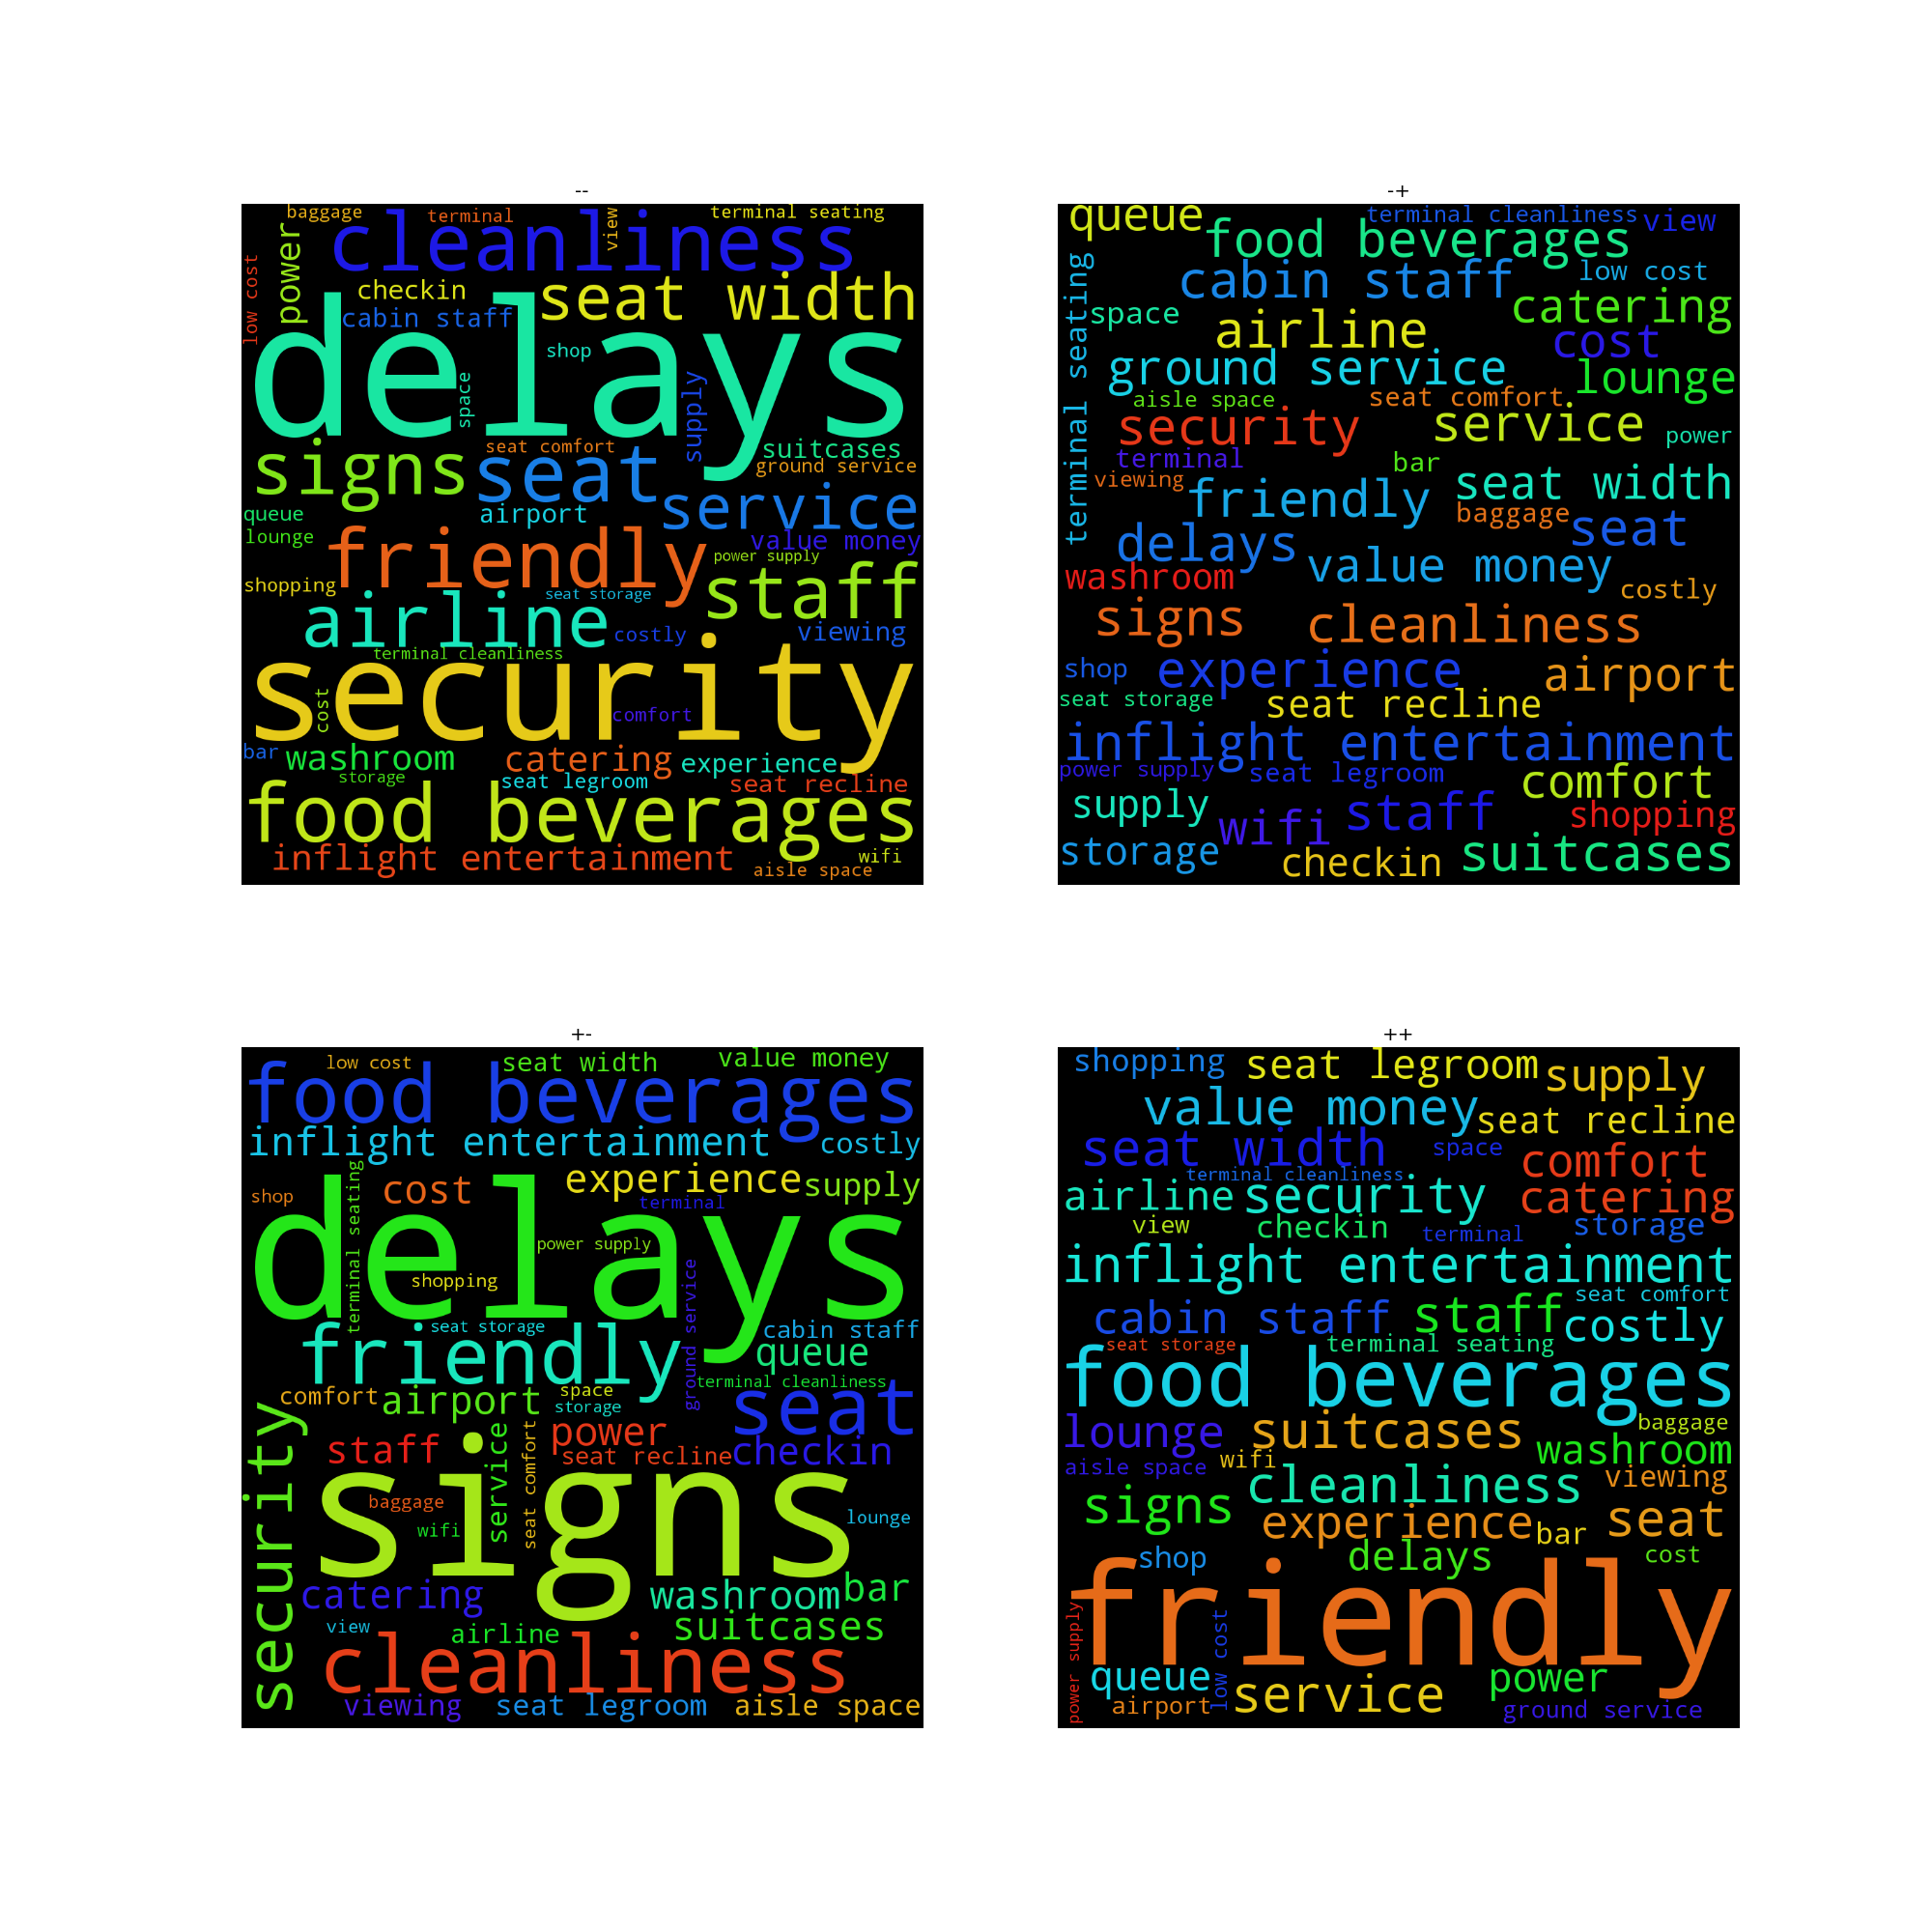 --
baggage
terminal
view
terminal seating
cleanliness
low cost
power
checkin
seat width
cabin staff
delays
shop
space
supply
signs
seat comfort
seat
suitcases
ground service
service
queue
airport
lounge
friendly
value money
power supply
staff
shopping
seat storage
airline
costly
viewing
terminal cleanliness
security
cost
comfort
bar
washroom
catering
experience
storage
seat legroom
seat recline
food beverages
inflight entertainment
wifi
aisle space
-+
queue
terminal cleanliness
view
food beverages
cabin staff
low cost
terminal seating
space
airline
catering
cost
ground service
lounge
aisle space
seat comfort
security
service
power
terminal
bar
viewing
friendly
seat width
baggage
seat
delays
value money
washroom
costly
signs
cleanliness
shop
experience
airport
seat storage
seat recline
inflight entertainment
power supply
seat legroom
comfort
supply
wifi
staff
shopping
storage
checkin
suitcases
+-
low cost
seat width
value money
food beverages
inflight entertainment
costly
shop
terminal seating
cost
experience
supply
terminal
delays
power supply
shopping
ground service
friendly
seat storage
cabin staff
queue
terminal cleanliness
comfort
airport
space
storage
seat
security
staff
service
seat comfort
power
seat recline
checkin
signs
baggage
wifi
lounge
catering
washroom
bar
view
airline
suitcases
cleanliness
viewing
seat legroom
aisle space
++
shopping
seat legroom
supply
value money
seat recline
seat width
space
comfort
terminal cleanliness
airline
security
catering
view
checkin
terminal
storage
inflight entertainment
seat comfort
cabin staff
staff
costly
seat storage
terminal seating
food beverages
lounge
suitcases
baggage
washroom
aisle space
wifi
cleanliness
viewing
signs
experience
bar
seat
shop
delays
cost
friendly
power supply
low cost
queue
airport
service
power
ground service